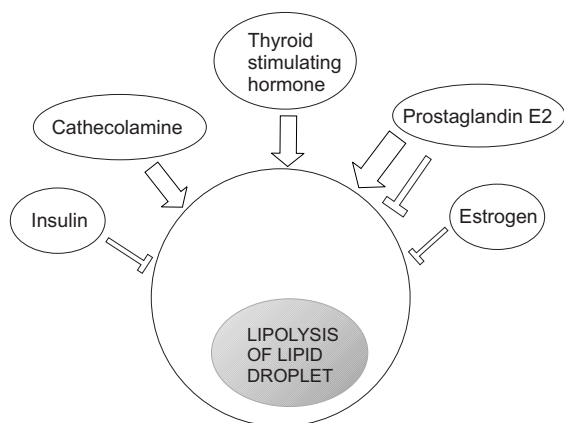 Thyroid
stimulating
hormone
Cathecolamine
Prostaglandin E2
Insulin
Estrogen
LIPOLYSIS
OF LIPID
DROPLET